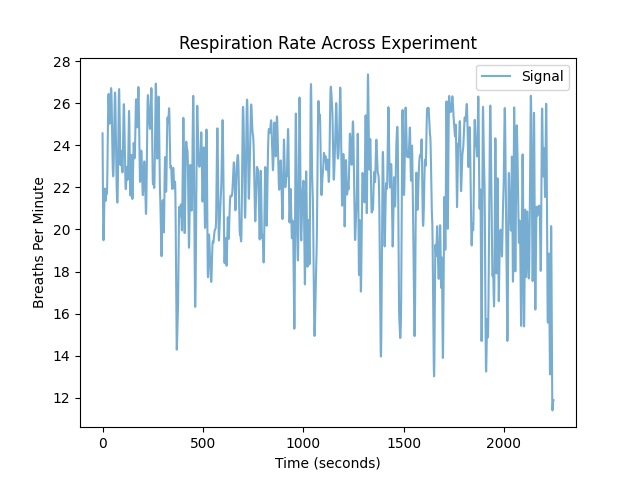 Respiration Rate Across Experiment
Signal
28
26
24
22
20
18
16
14
12
Breaths Per Minute
0 500 1000 1500 2000
Time (seconds)